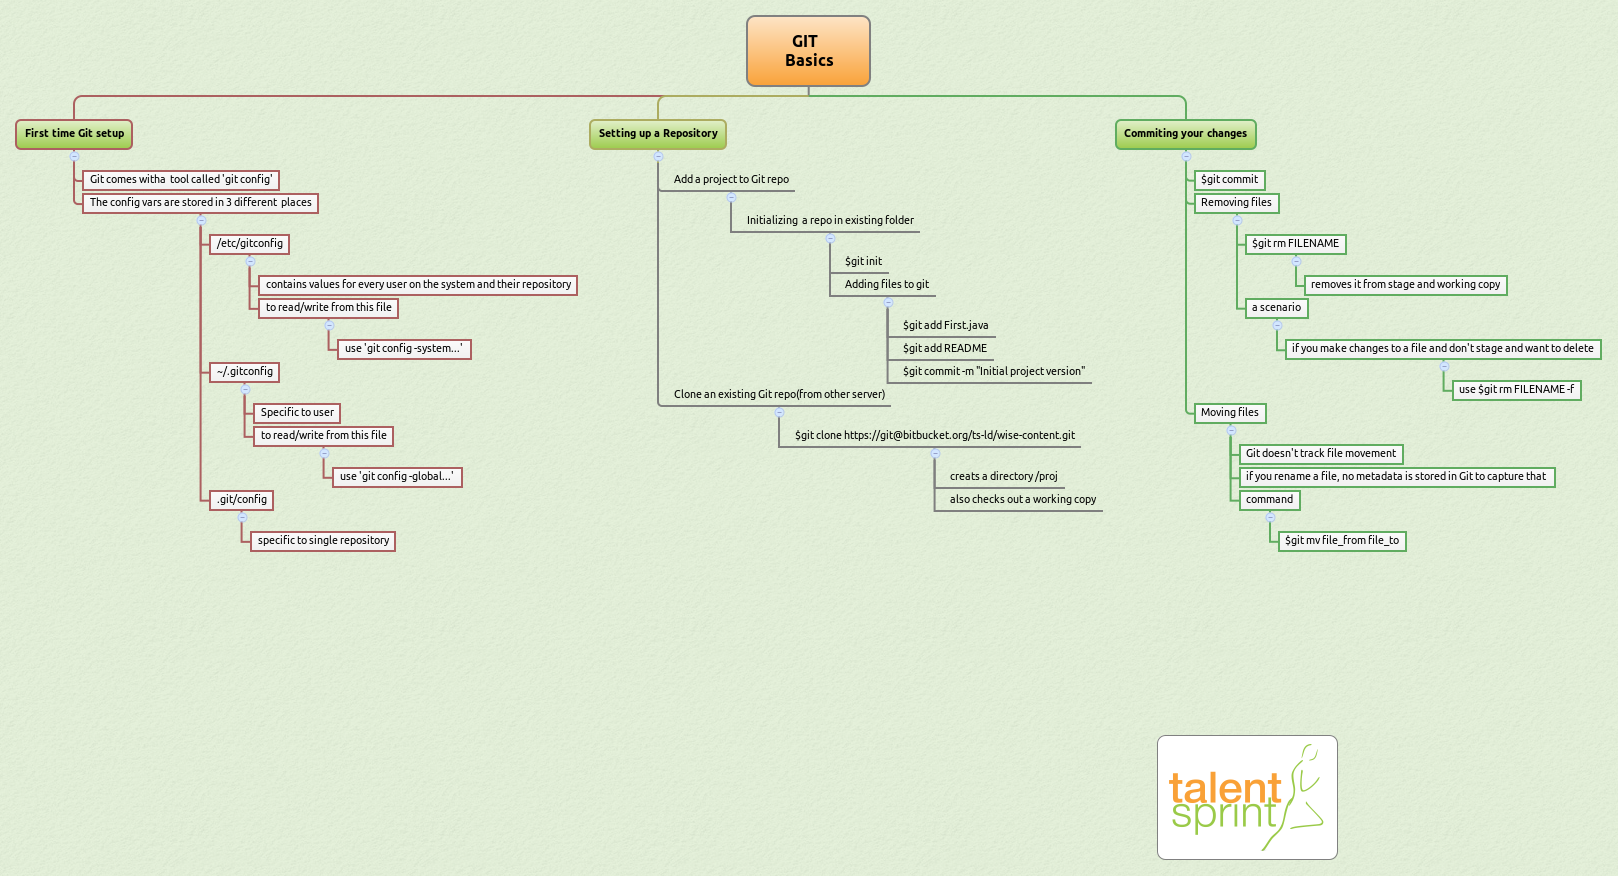 GIT
Basics
First time Git setup
Git comes witha  tool called 'git config'
The config vars are stored in 3 different  places
/etc/gitconfig
contains values for every user on the system and their repository
to read/write from this file
use 'git config -system...'
~/.gitconfig
Specific to user
to read/write from this file
use 'git config -global...'
.git/config
specific to single repository
Setting up a Repository
Add a project to Git repo
Initializing  a repo in existing folder
$git init
Adding files to git
$git add First.java
$git add README
$git commit -m "Initial project version"
Clone an existing Git repo(from other server)
$git clone https://git@bitbucket.org/ts-ld/wise-content.git
creats a directory /proj
also checks out a working copy
Commiting your changes
$git commit
Removing files
$git rm FILENAME
removes it from stage and working copy
a scenario
if you make changes to a file and don't stage and want to delete
use $git rm FILENAME -f
Moving files
Git doesn't track file movement
if you rename a file, no metadata is stored in Git to capture that
command
$git mv file_from file_to
talent
sprint